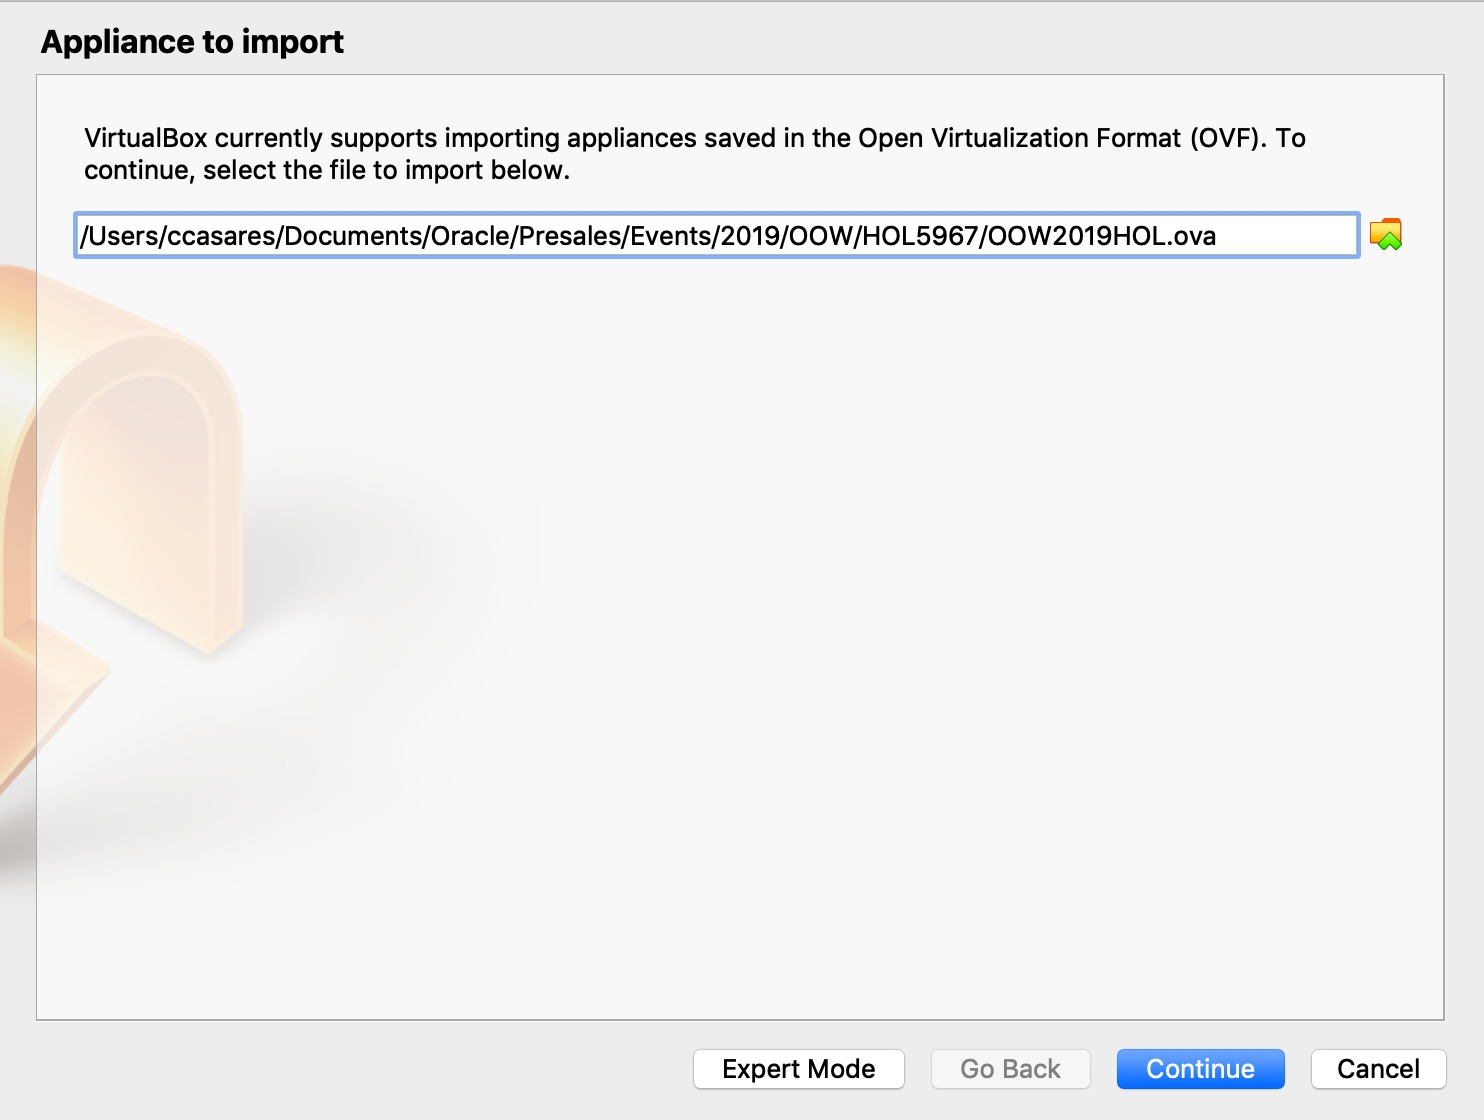 Appliance to import
VirtualBox currently supports importing appliances saved in the Open Virtualization Format (OVF). To
continue, select the file to import below.
/Users/ccasares/Documents/Oracle/Presales/Events/2019/OOW/HOL5967/OOW2019HOL.ova
Expert Mode
Go Back
Continue
Cancel